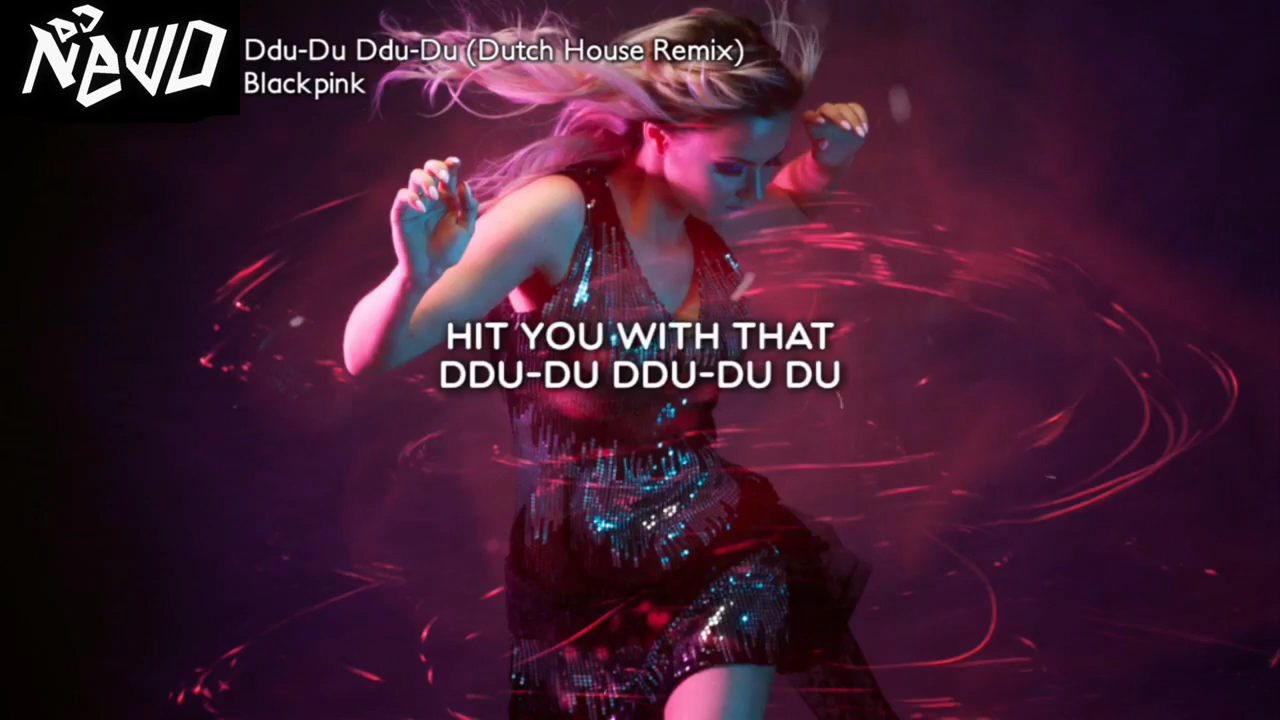 DJ
NEWO
Ddu-Du Ddu-Du (Dutch House Remix)
Blackpink
HIT YOU WITH THAT
DDU-DU DDU-DU DU